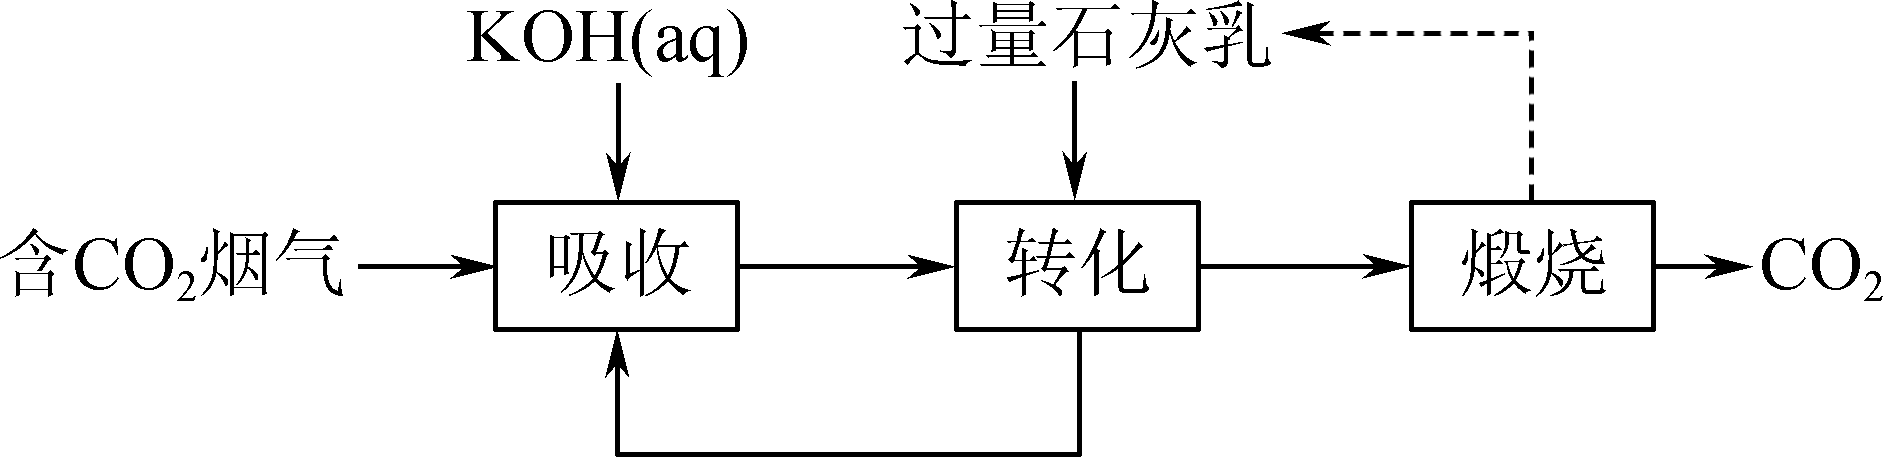 KOH(aq)
过量石灰乳
含CO₂烟气
吸收
转化
煅烧
CO₂